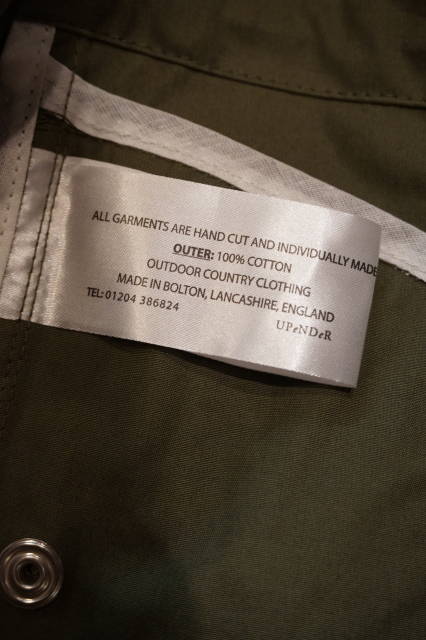 ALL GARMENTS ARE HAND CUT AND INDIVIDUALLY MADE
OUTER: 100% COTTON
OUTDOOR COUNTRY CLOTHING
MADE IN BOLTON, LANCASHIRE, ENGLAND
TEL: 01204 386824
UPeNDeR